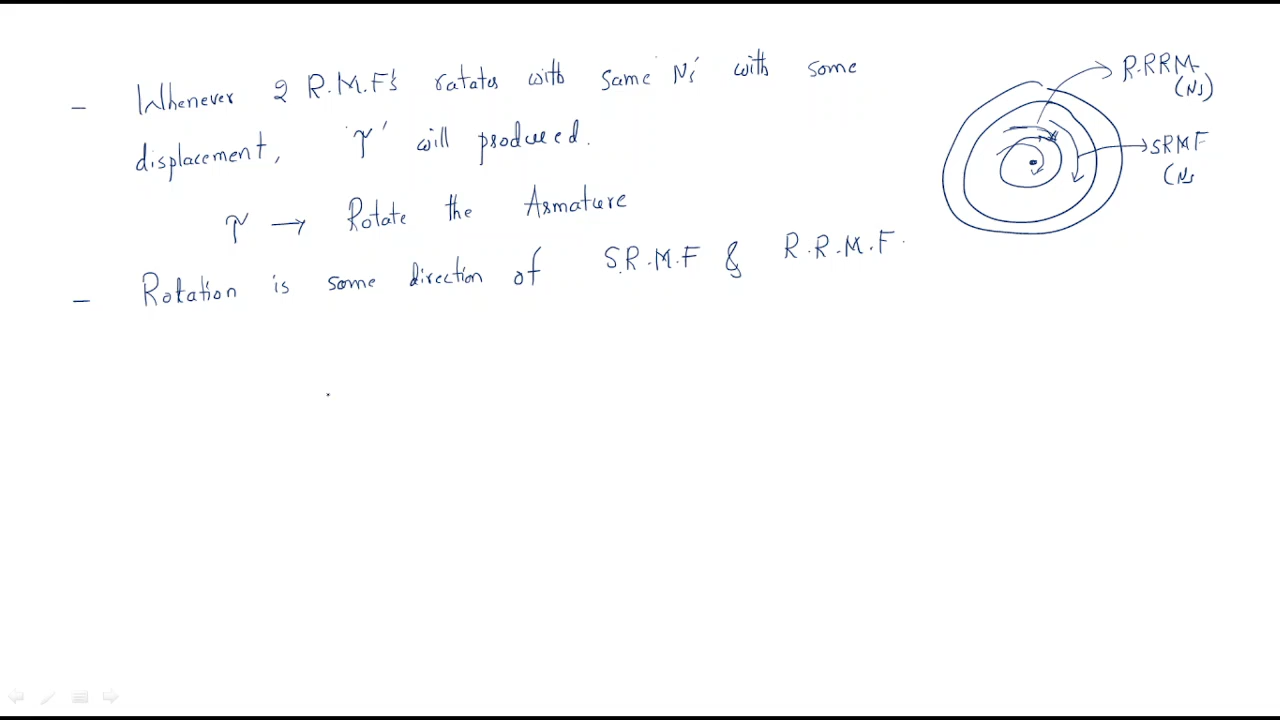 - Whenever 2 R.M.F's rotates with same Ns' with some
displacement, 'τ' will produced.
τ → Rotate the Armature
- Rotation is same direction of S.R.M.F & R.R.M.F.
R.RRM
(Ns)
SRMF
(Ns